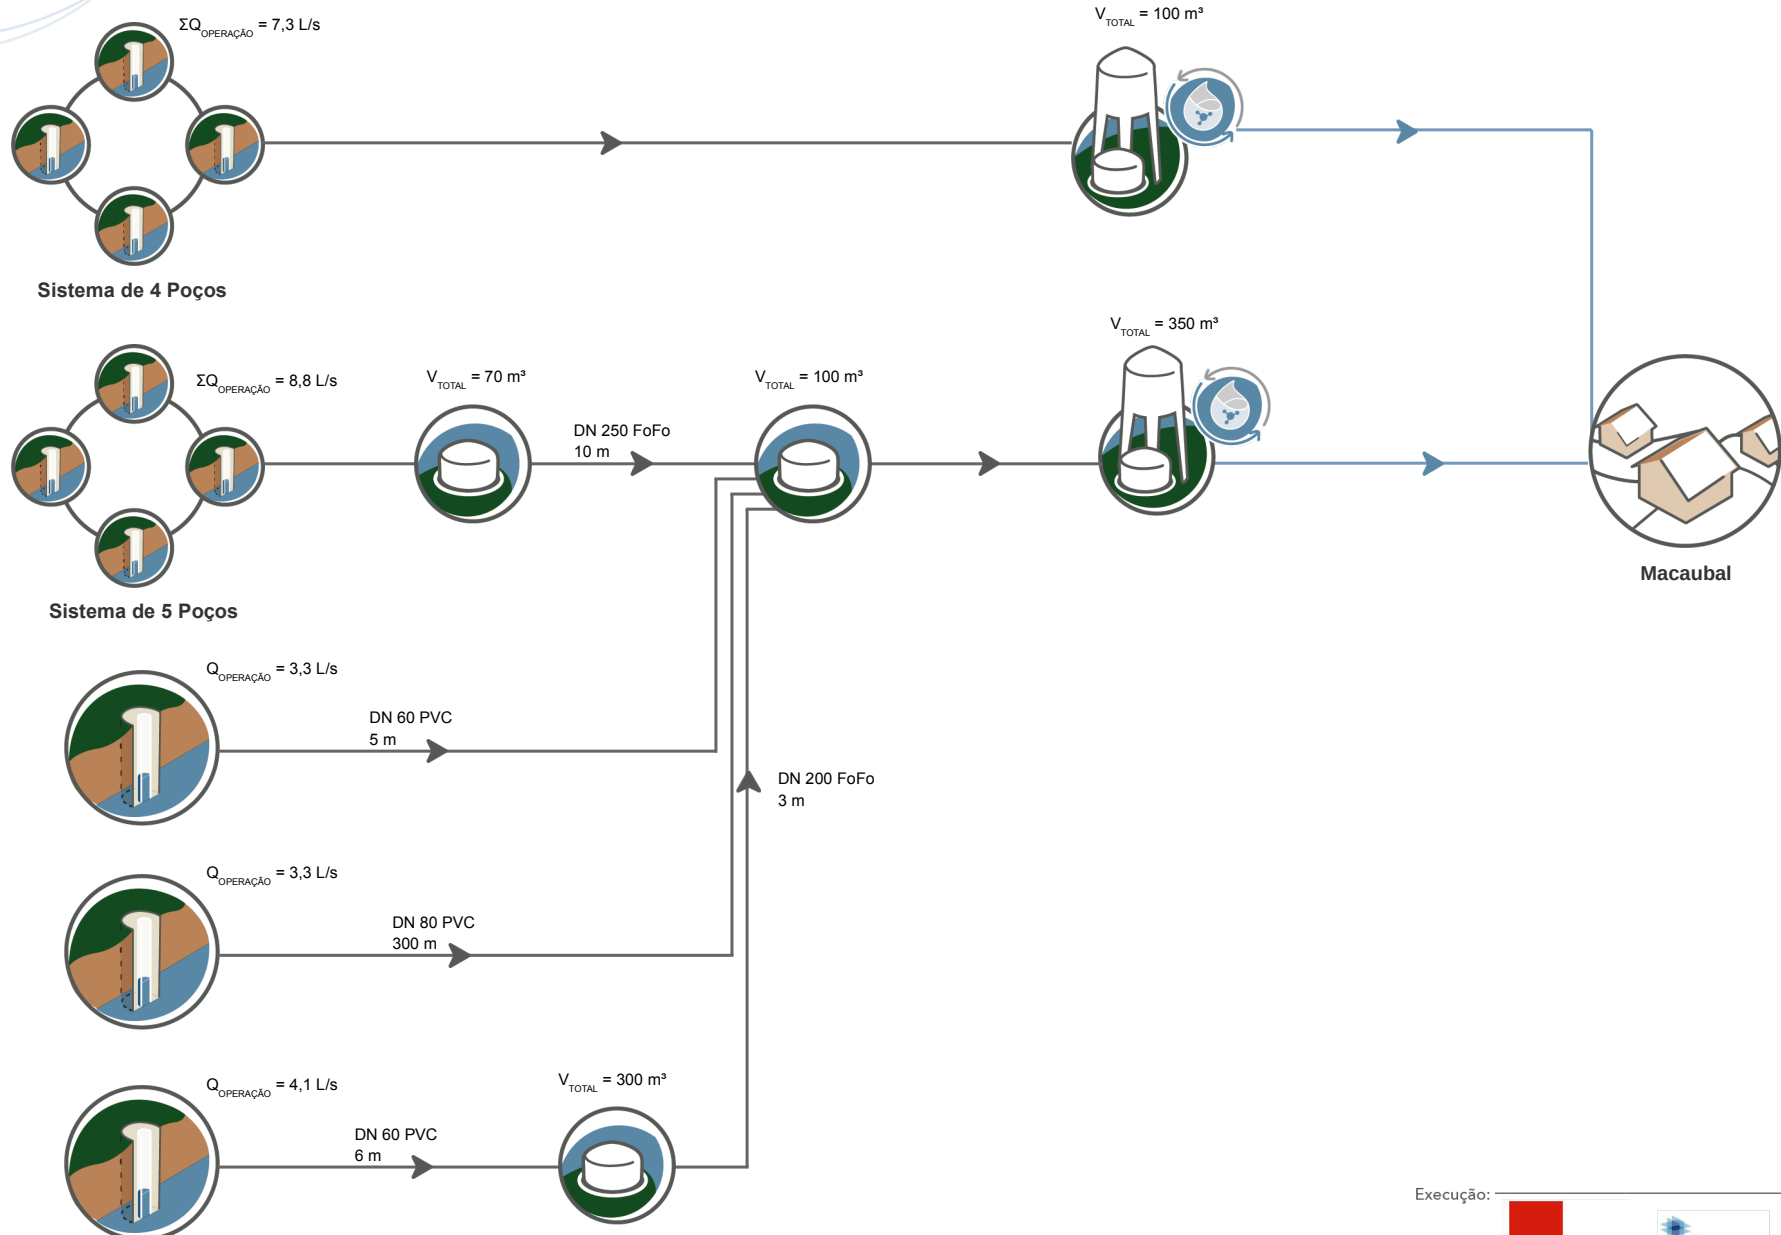 ΣQOPERAÇÃO = 7,3 L/s
VTOTAL = 100 m³
Sistema de 4 Poços
VTOTAL = 350 m³
ΣQOPERAÇÃO = 8,8 L/s
VTOTAL = 70 m³
VTOTAL = 100 m³
DN 250 FoFo
10 m
Macaubal
Sistema de 5 Poços
QOPERAÇÃO = 3,3 L/s
DN 60 PVC
5 m
DN 200 FoFo
3 m
QOPERAÇÃO = 3,3 L/s
DN 80 PVC
300 m
QOPERAÇÃO = 4,1 L/s
VTOTAL = 300 m³
DN 60 PVC
6 m
Execução: